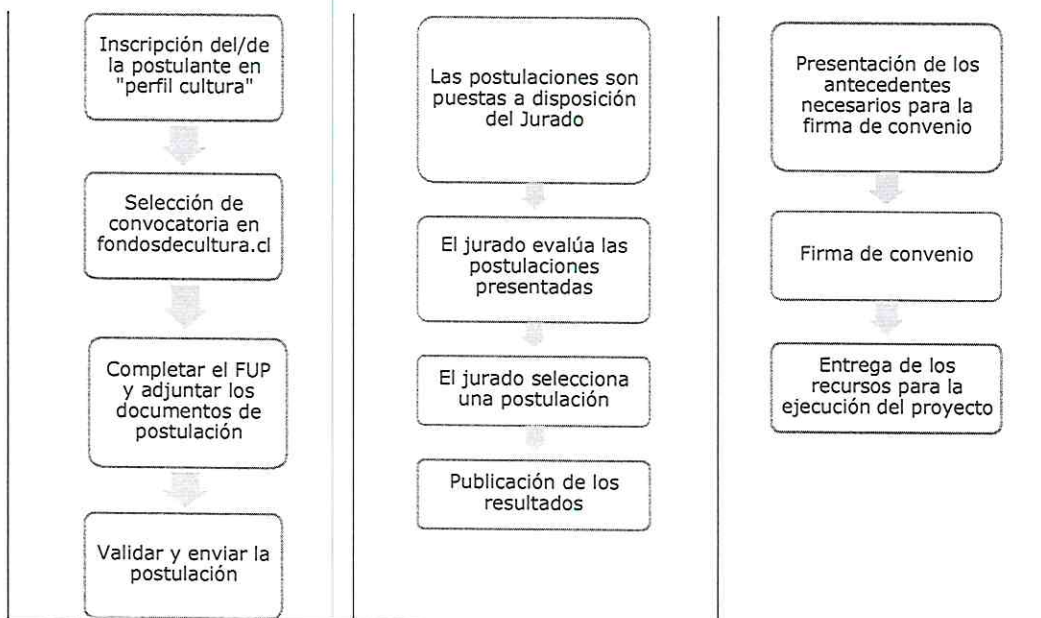 Inscripción del/de
la postulante en
"perfil cultura"
Selección de
convocatoria en
fondosdecultura.cl
Completar el FUP
y adjuntar los
documentos de
postulación
Validar y enviar la
postulación
Las postulaciones son
puestas a disposición
del Jurado
El jurado evalúa las
postulaciones
presentadas
El jurado selecciona
una postulación
Publicación de los
resultados
Presentación de los
antecedentes
necesarios para la
firma de convenio
Firma de convenio
Entrega de los
recursos para la
ejecución del proyecto